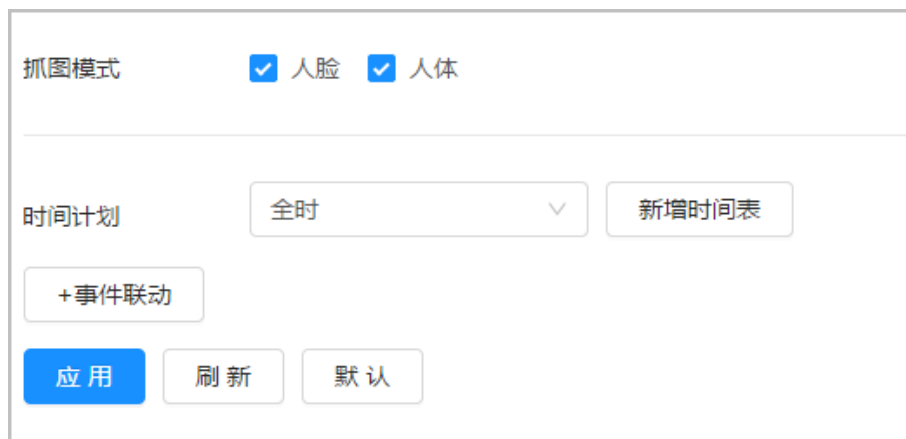 抓图模式 人脸 人体
时间计划 全时 新增时间表
+事件联动
应用 刷新 默认